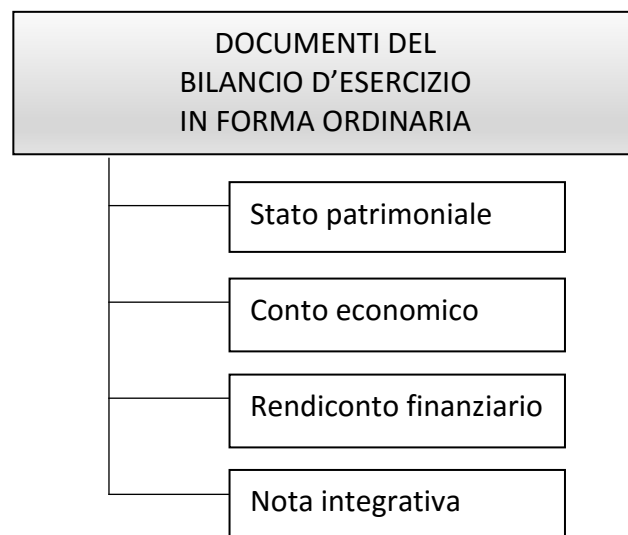 DOCUMENTI DEL
BILANCIO D’ESERCIZIO
IN FORMA ORDINARIA
Stato patrimoniale
Conto economico
Rendiconto finanziario
Nota integrativa